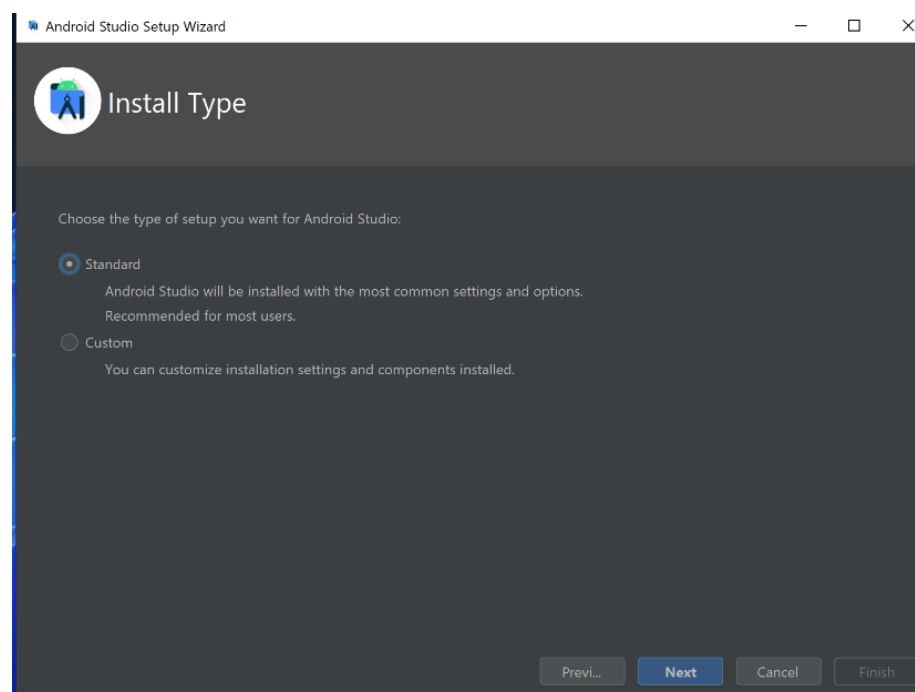 Android Studio Setup Wizard
Install Type
Choose the type of setup you want for Android Studio:
Standard
Android Studio will be installed with the most common settings and options.
Recommended for most users.
Custom
You can customize installation settings and components installed.
Previ... Next Cancel Finish